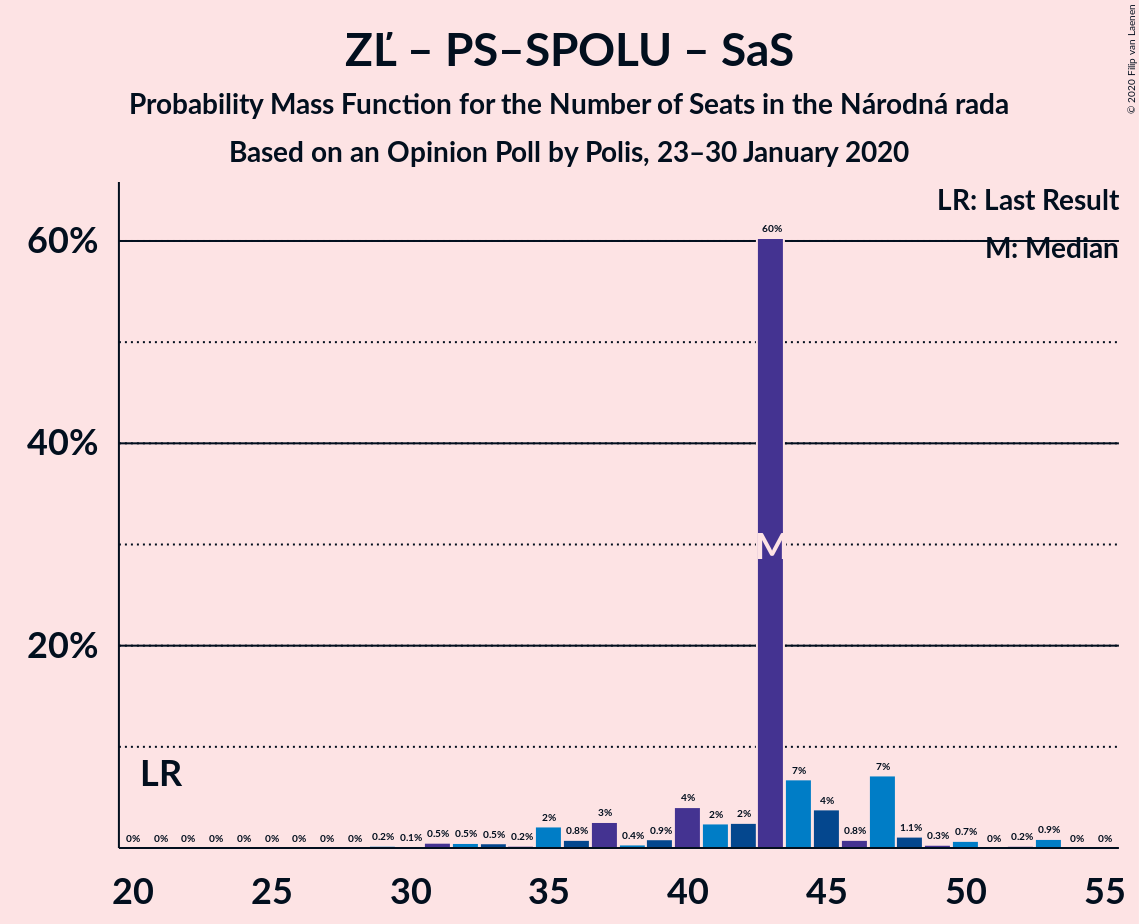 ZĽ – PS–SPOLU – SaS
Probability Mass Function for the Number of Seats in the Národná rada
Based on an Opinion Poll by Polis, 23–30 January 2020
© 2020 Filip van Laenen
LR: Last Result
M: Median
60%
40%
20%
LR
M
0% 0% 0% 0% 0% 0% 0% 0% 0% 0.2% 0.1% 0.5% 0.5% 0.5% 0.2% 2% 0.8% 3% 0.4% 0.9% 4% 2% 2% 60% 7% 4% 0.8% 7% 1.1% 0.3% 0.7% 0% 0.2% 0.9% 0% 0%
20 25 30 35 40 45 50 55